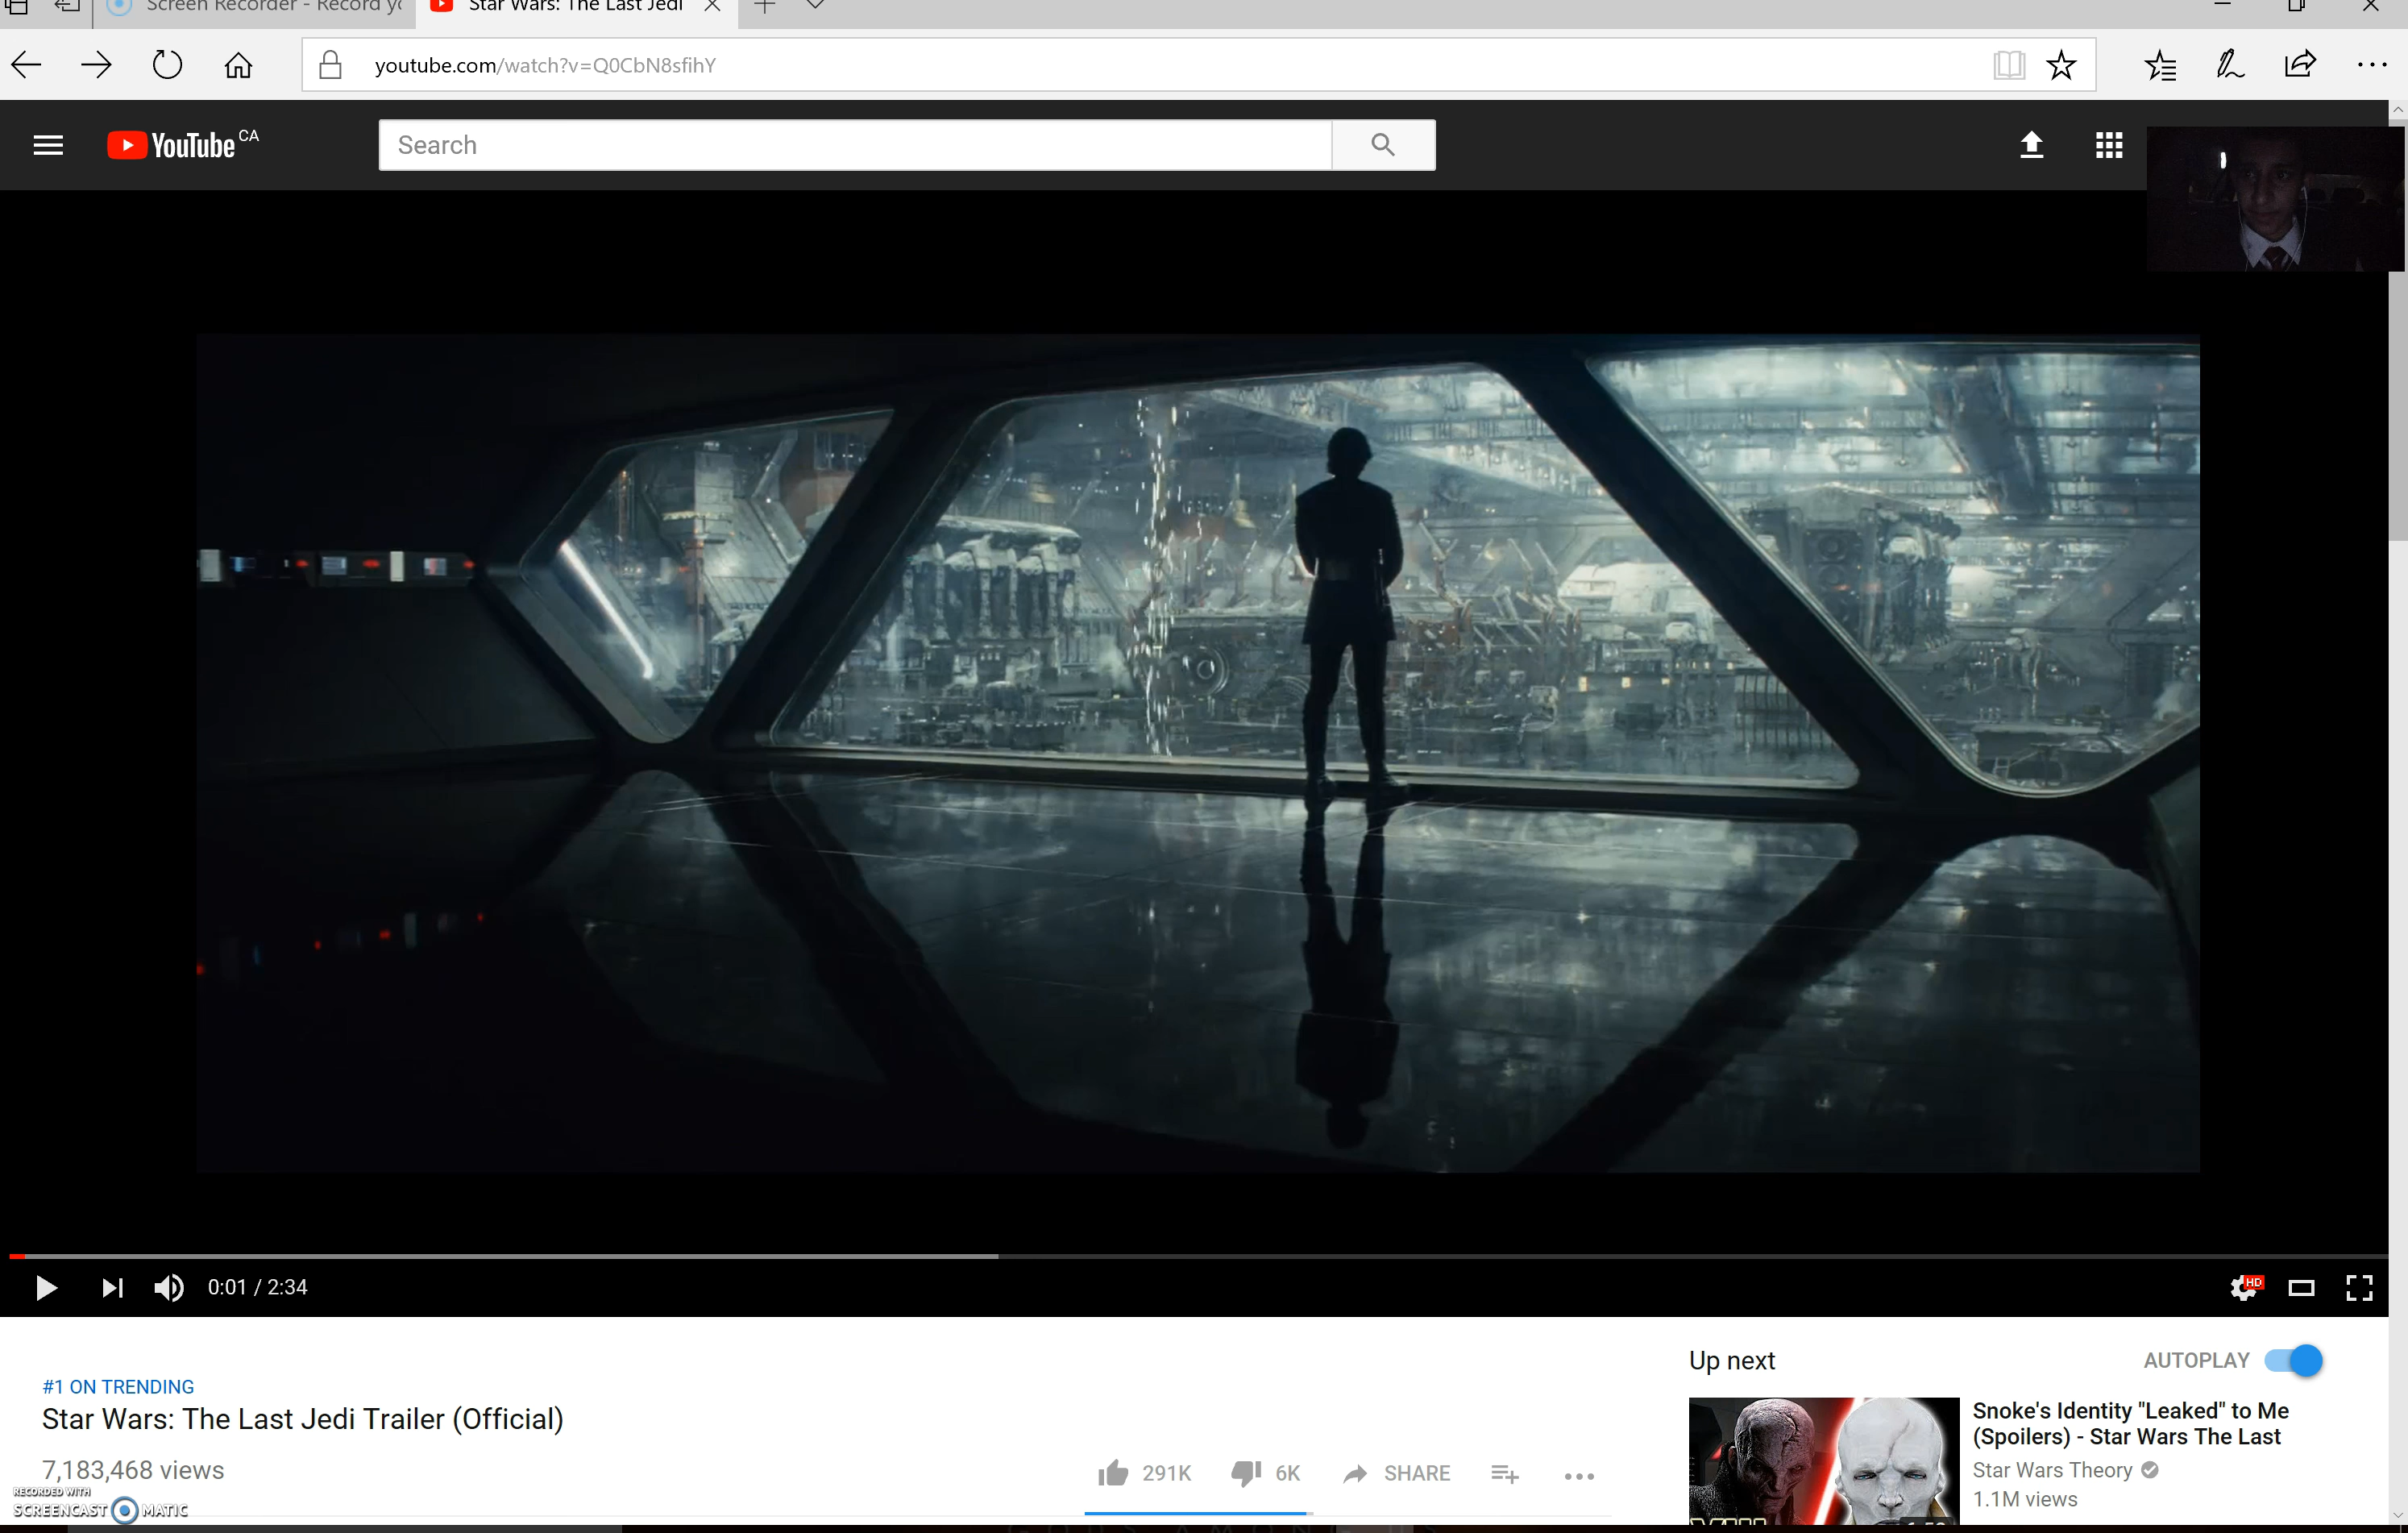 Screen Recorder - Record yo
Star Wars: The Last Jedi
youtube.com/watch?v=Q0CbN8sfihY
YouTube CA
Search
0:01 / 2:34
HD
Up next
AUTOPLAY
#1 ON TRENDING
Star Wars: The Last Jedi Trailer (Official)
7,183,468 views
291K
6K
SHARE
Snoke's Identity "Leaked" to Me
(Spoilers) - Star Wars The Last
Star Wars Theory
1.1M views
RECORDED WITH
SCREENCAST MATIC